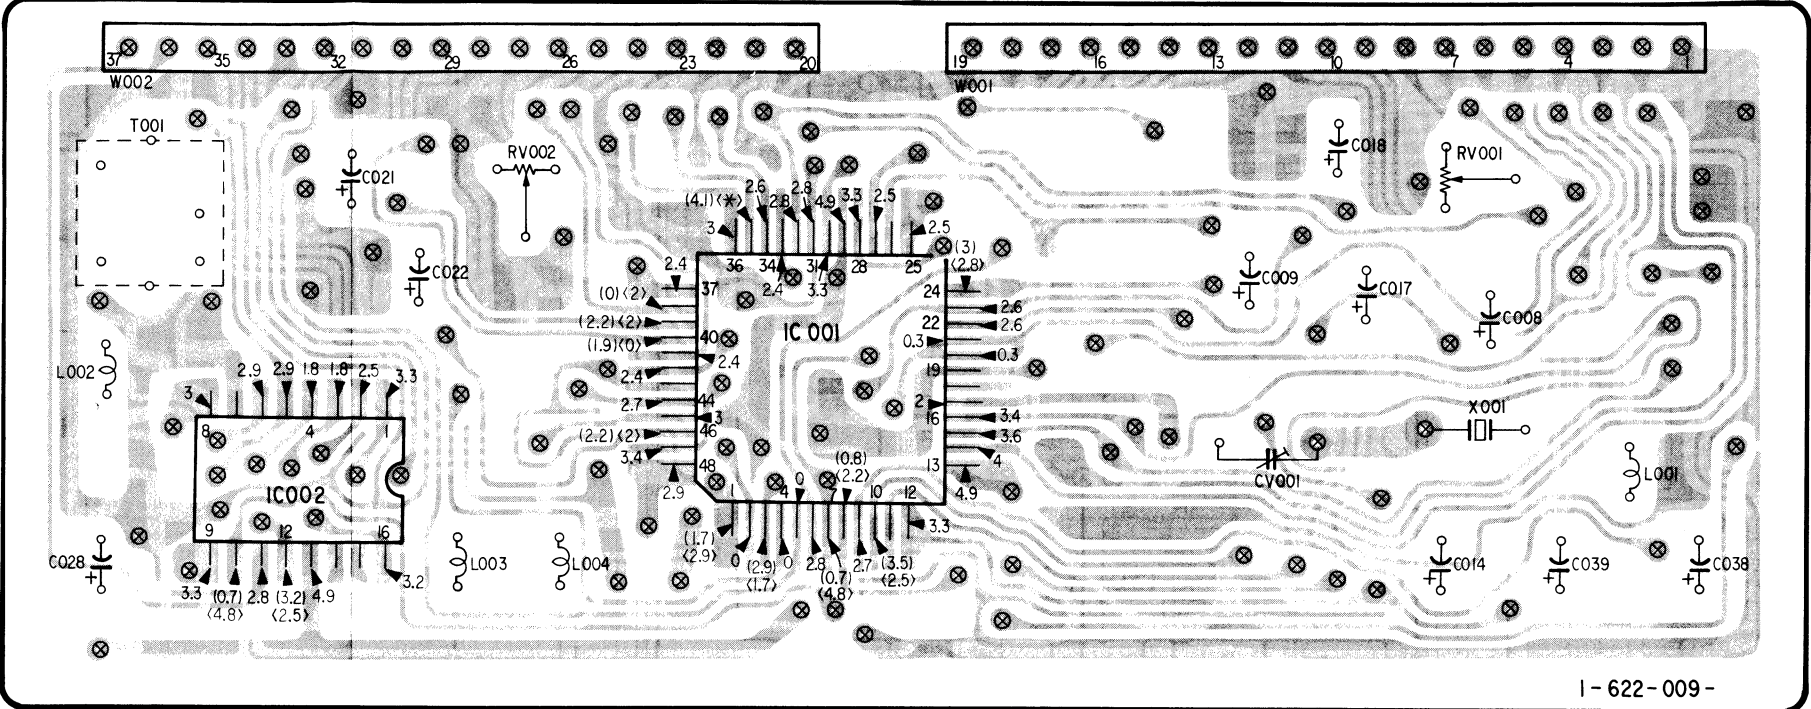 37 35 32 29 26 23 20
19 16 13 10 7 4 1
W002
W001
T001
RV002
C018
RV001
C021
2.6 2.8 3.3 2.5
(4.1)⟨*⟩ 2.8 4.9
3
2.5
36 34 31 28 25
(3)
⟨2.8⟩
2.4
2.4
3.3
C022
C009
C017
C008
37
24
(0)⟨2⟩
2.6
(2.2)⟨2⟩
22
2.6
IC 001
40
(1.9)⟨0⟩
0.3
0.3
2.4
2.4
19
L002
2.9 2.9 1.8 1.8 2.5 3.3
3
2.7
44
2
3
16
3.4
X001
8 4 1
(2.2)⟨2⟩
46
3.6
3.4
4
48
13
2.9
4.9
(0.8)
⟨2.2⟩
0
1 4 7 10 12
CV001
L001
IC002
9 12 16
3.3
(1.7)
⟨2.9⟩
0
(2.9)
⟨1.7⟩
0
2.8
(0.7)
⟨4.8⟩
2.7
(3.5)
⟨2.5⟩
C028
L003
L004
C014
C039
C038
3.3
(0.7)
⟨4.8⟩
2.8
(3.2)
⟨2.5⟩
4.9
3.2
1-622-009-